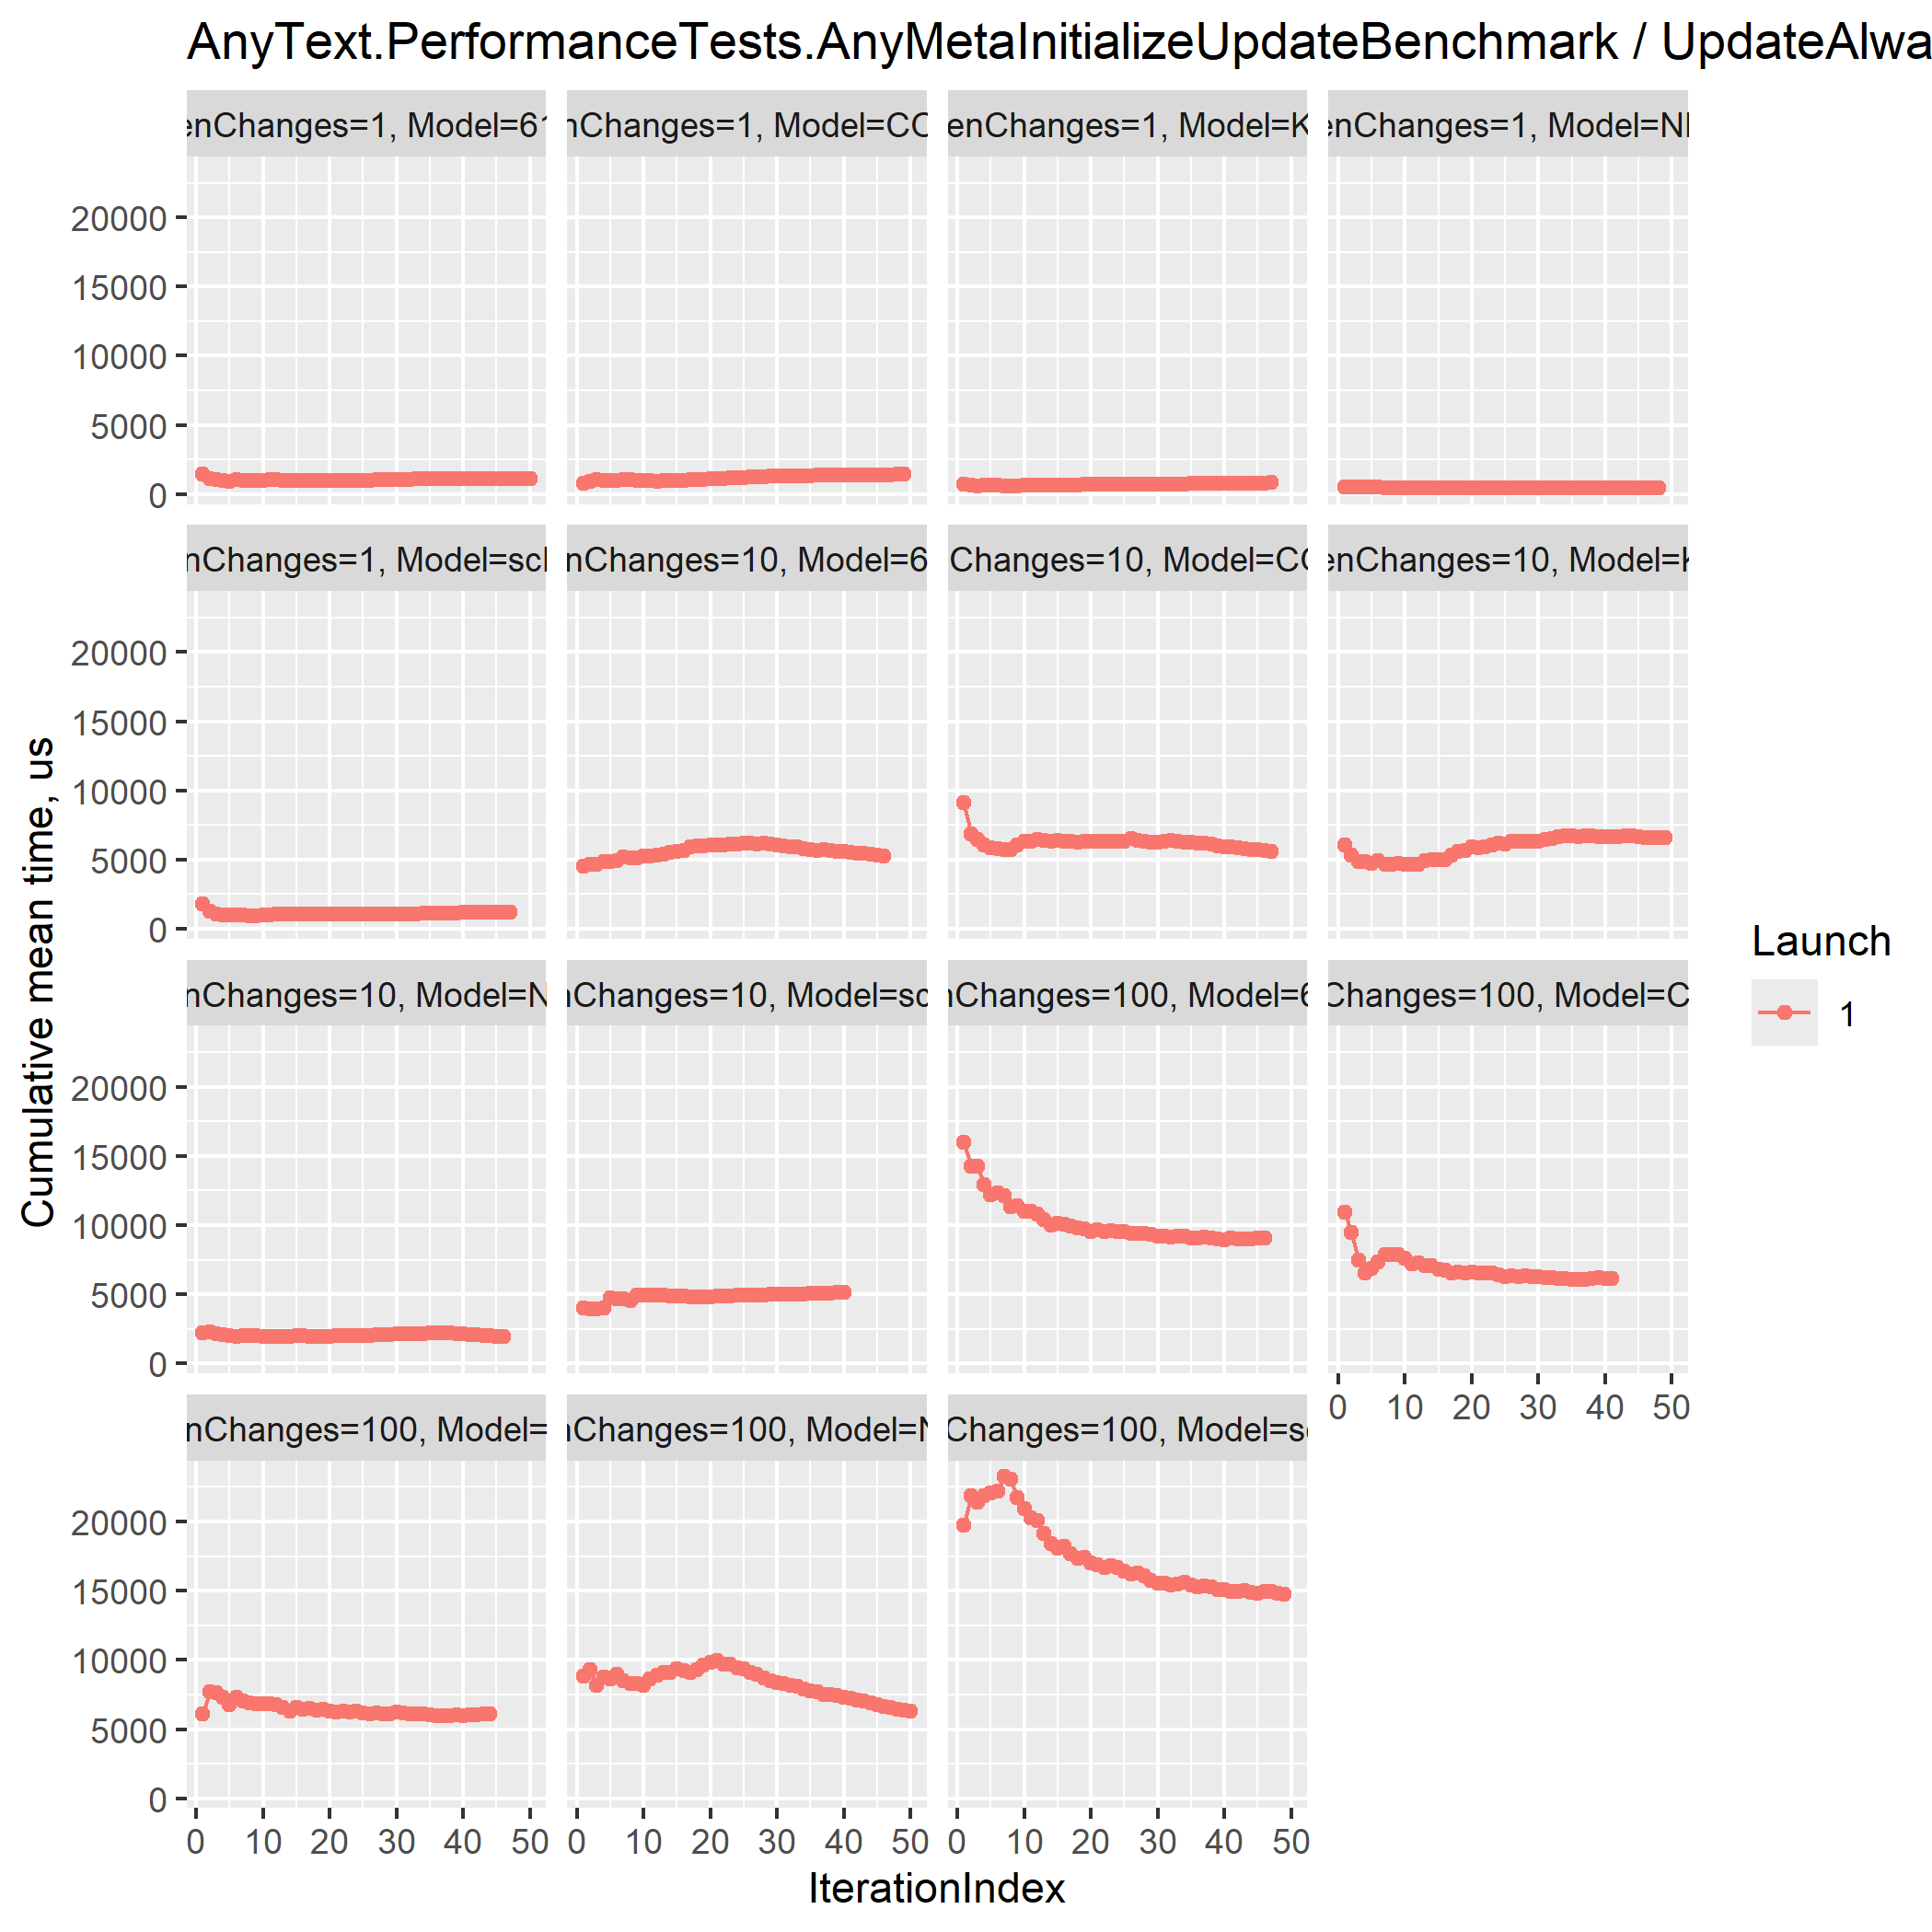 AnyText.PerformanceTests.AnyMetaInitializeUpdateBenchmark / UpdateAlwa
enChanges=1, Model=61
nChanges=1, Model=CO
enChanges=1, Model=K
enChanges=1, Model=N
20000
15000
10000
5000
0
nChanges=1, Model=sc
nChanges=10, Model=6
Changes=10, Model=CO
enChanges=10, Model=K
20000
15000
10000
5000
0
nChanges=10, Model=N
nChanges=10, Model=sc
nChanges=100, Model=6
Changes=100, Model=C
20000
15000
10000
5000
0
0 10 20 30 40 50
nChanges=100, Model=
nChanges=100, Model=N
Changes=100, Model=s
20000
15000
10000
5000
0
0 10 20 30 40 50
0 10 20 30 40 50
0 10 20 30 40 50
IterationIndex
Cumulative mean time, us
Launch
1